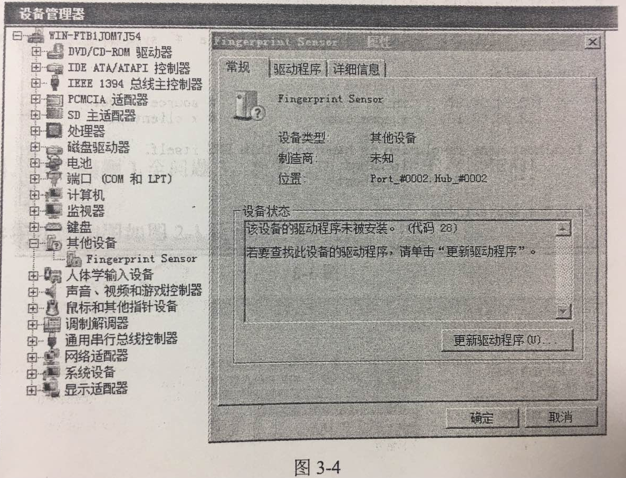 设备管理器
WIN-FTB1JOM7J54
DVD/CD-ROM 驱动器
IDE ATA/ATAPI 控制器
IEEE 1394 总线主控制器
PCMCIA 适配器
SD 主适配器
处理器
磁盘驱动器
电池
端口 (COM 和 LPT)
计算机
监视器
键盘
其他设备
Fingerprint Sensor
人体学输入设备
声音、视频和游戏控制器
鼠标和其他指针设备
调制解调器
通用串行总线控制器
网络适配器
系统设备
显示适配器
Fingerprint Sensor 属性
常规 驱动程序 详细信息
Fingerprint Sensor
设备类型: 其他设备
制造商: 未知
位置: Port_#0002.Hub_#0002
设备状态
该设备的驱动程序未被安装。 (代码 28)
若要查找此设备的驱动程序,请单击“更新驱动程序”。
更新驱动程序(U)...
确定 取消
图 3-4